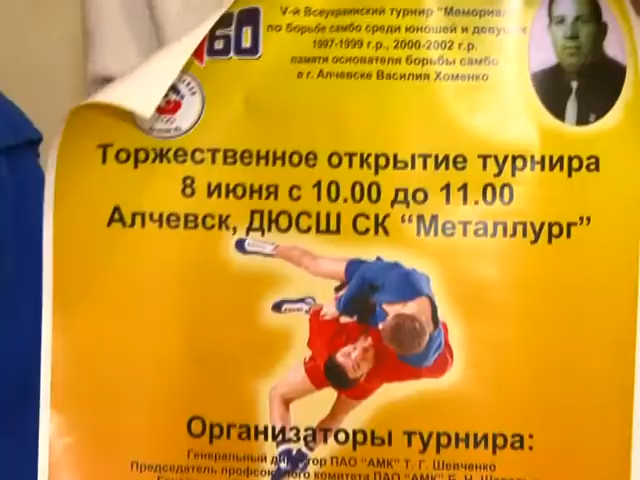 60
V-й Всеукраинский турнир "Мемориал
по борьбе самбо среди юношей и девушек
1997-1999 г.р., 2000-2002 г.р.
памяти основателя борьбы самбо
в г. Алчевске Василия Хоменко
Торжественное открытие турнира
8 июня с 10.00 до 11.00
Алчевск, ДЮСШ СК "Металлург"
Организаторы турнира:
Генеральный директор ПАО "АМК" Т. Г. Шевченко
Председатель комитета ПАО "АМК"